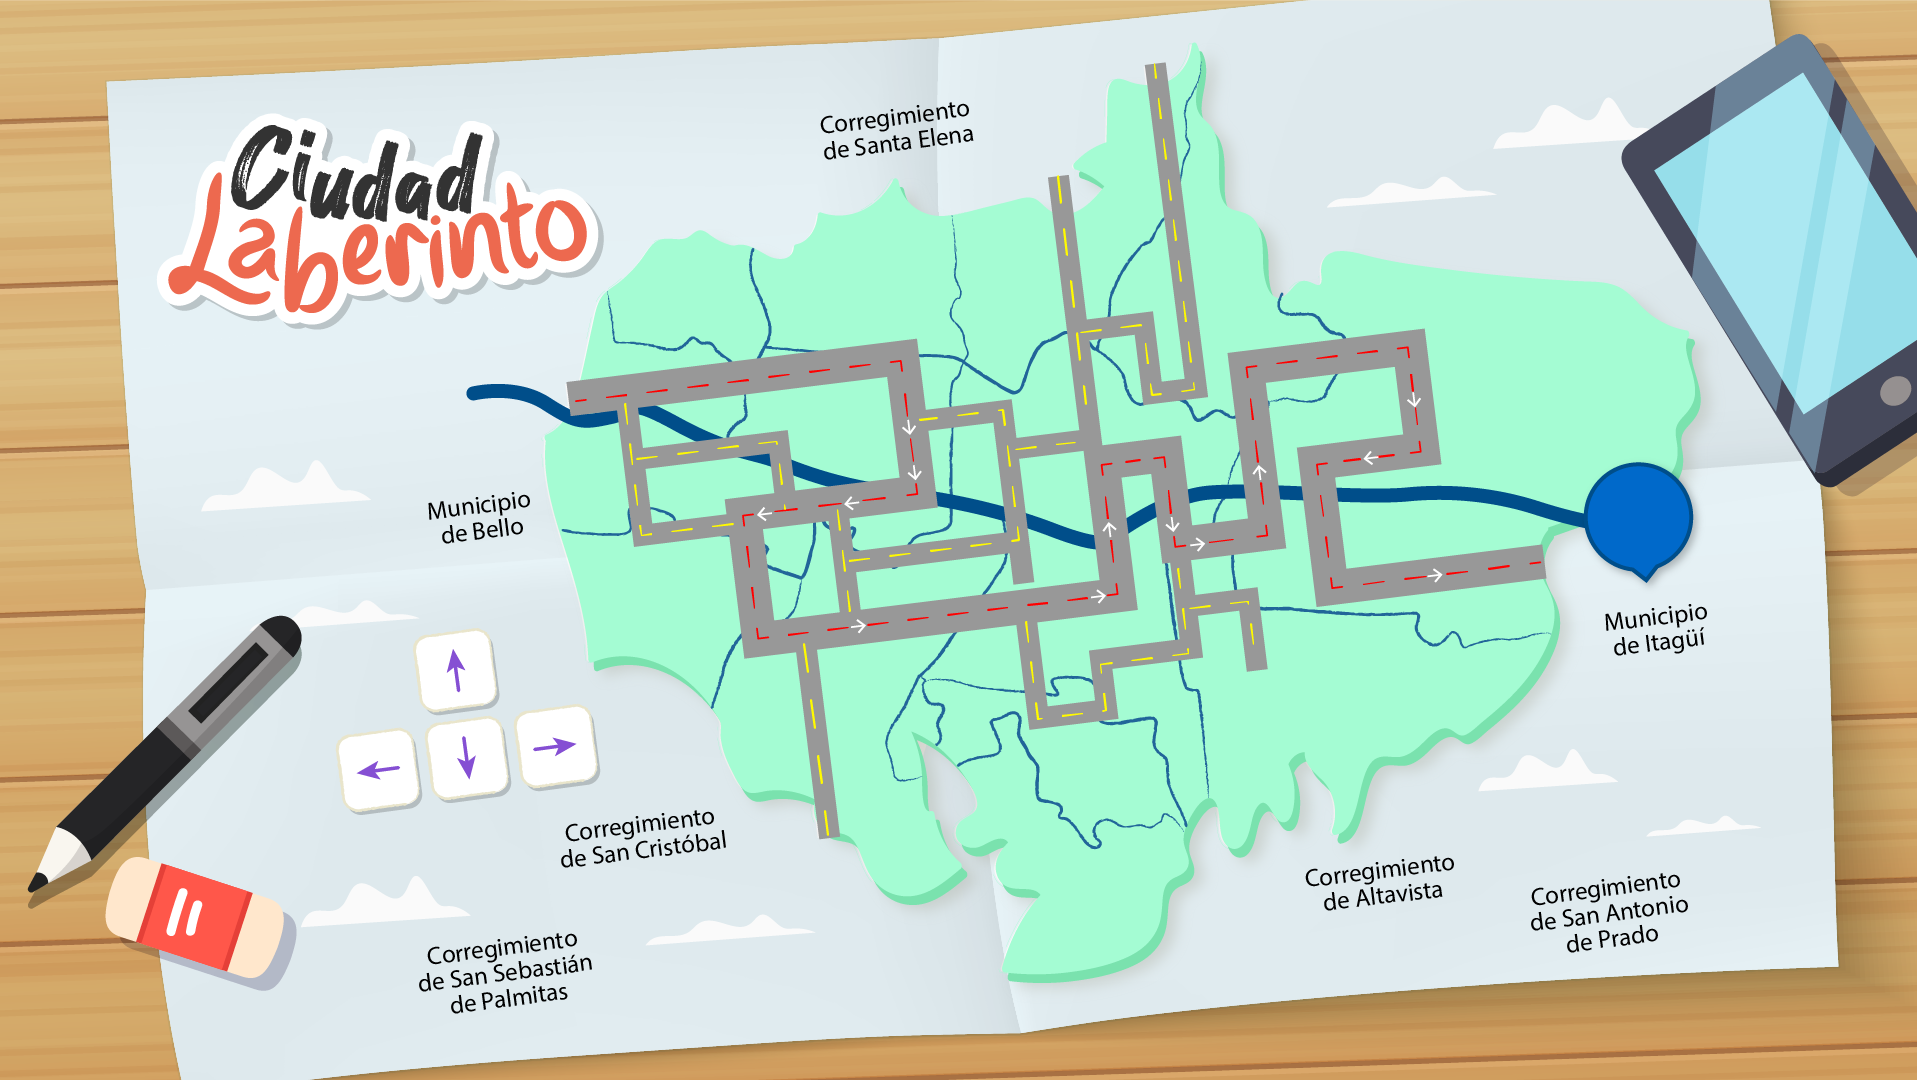 Ciudad
Laberinto
Corregimiento
de Santa Elena
Municipio
de Bello
Municipio
de Itagüí
Corregimiento
de San Cristóbal
Corregimiento
de Altavista
Corregimiento
de San Antonio
de Prado
Corregimiento
de San Sebastián
de Palmitas